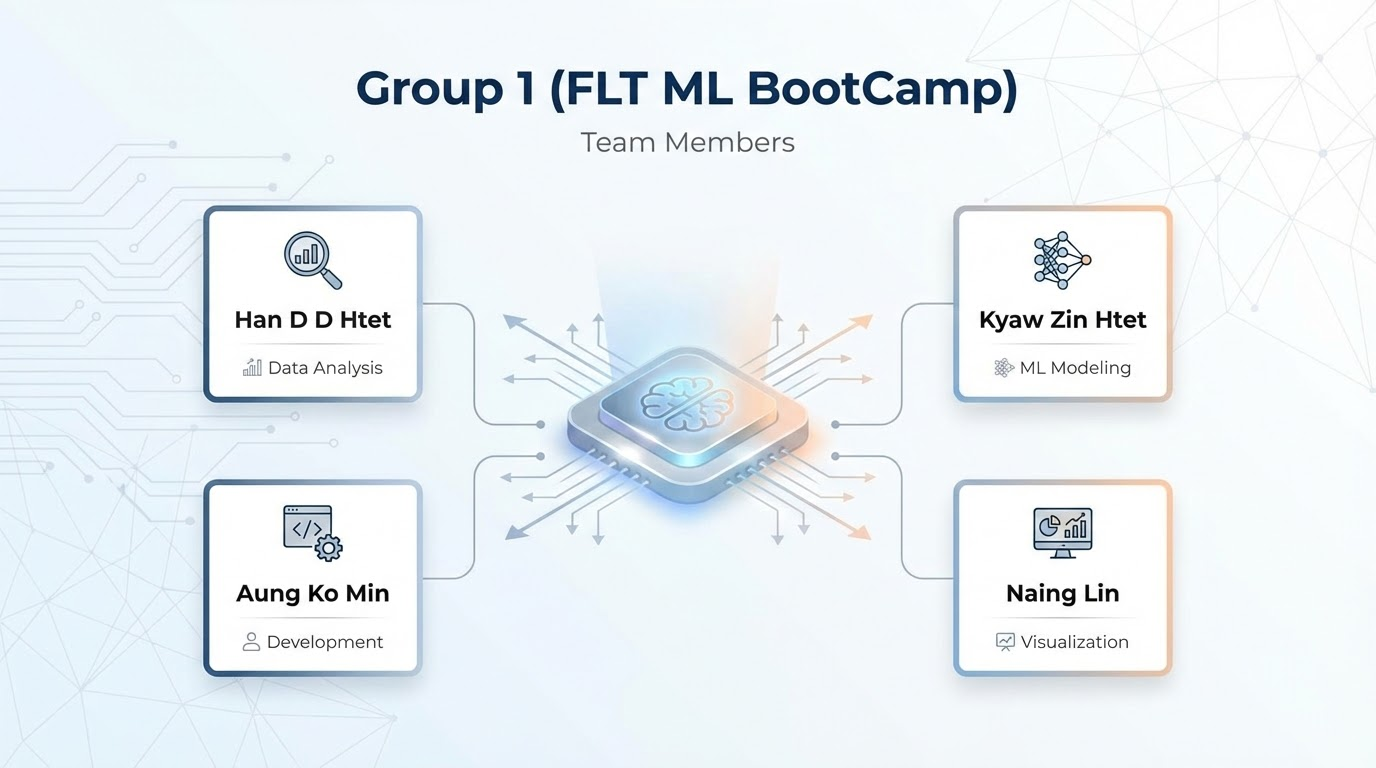 Group 1 (FLT ML BootCamp)
Team Members
Han D D Htet
Data Analysis
Kyaw Zin Htet
ML Modeling
Aung Ko Min
Development
Naing Lin
Visualization